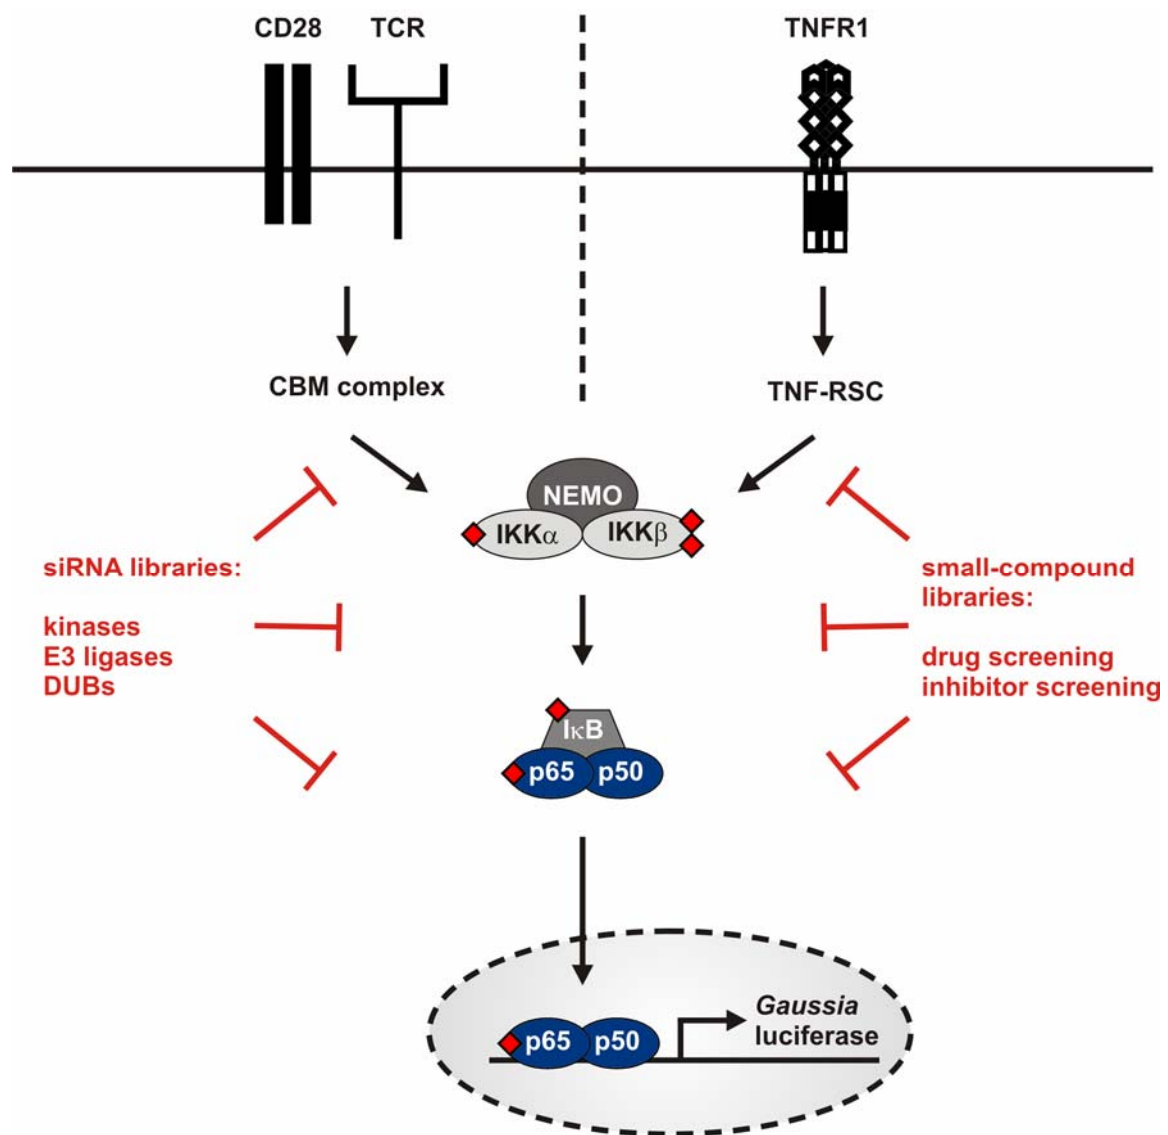 CD28 TCR TNFR1
CBM complex
TNF-RSC
NEMO
IKKα IKKβ
siRNA libraries:
kinases
E3 ligases
DUBs
small-compound
libraries:
drug screening
inhibitor screening
IκB
p65 p50
Gaussia
luciferase
p65 p50